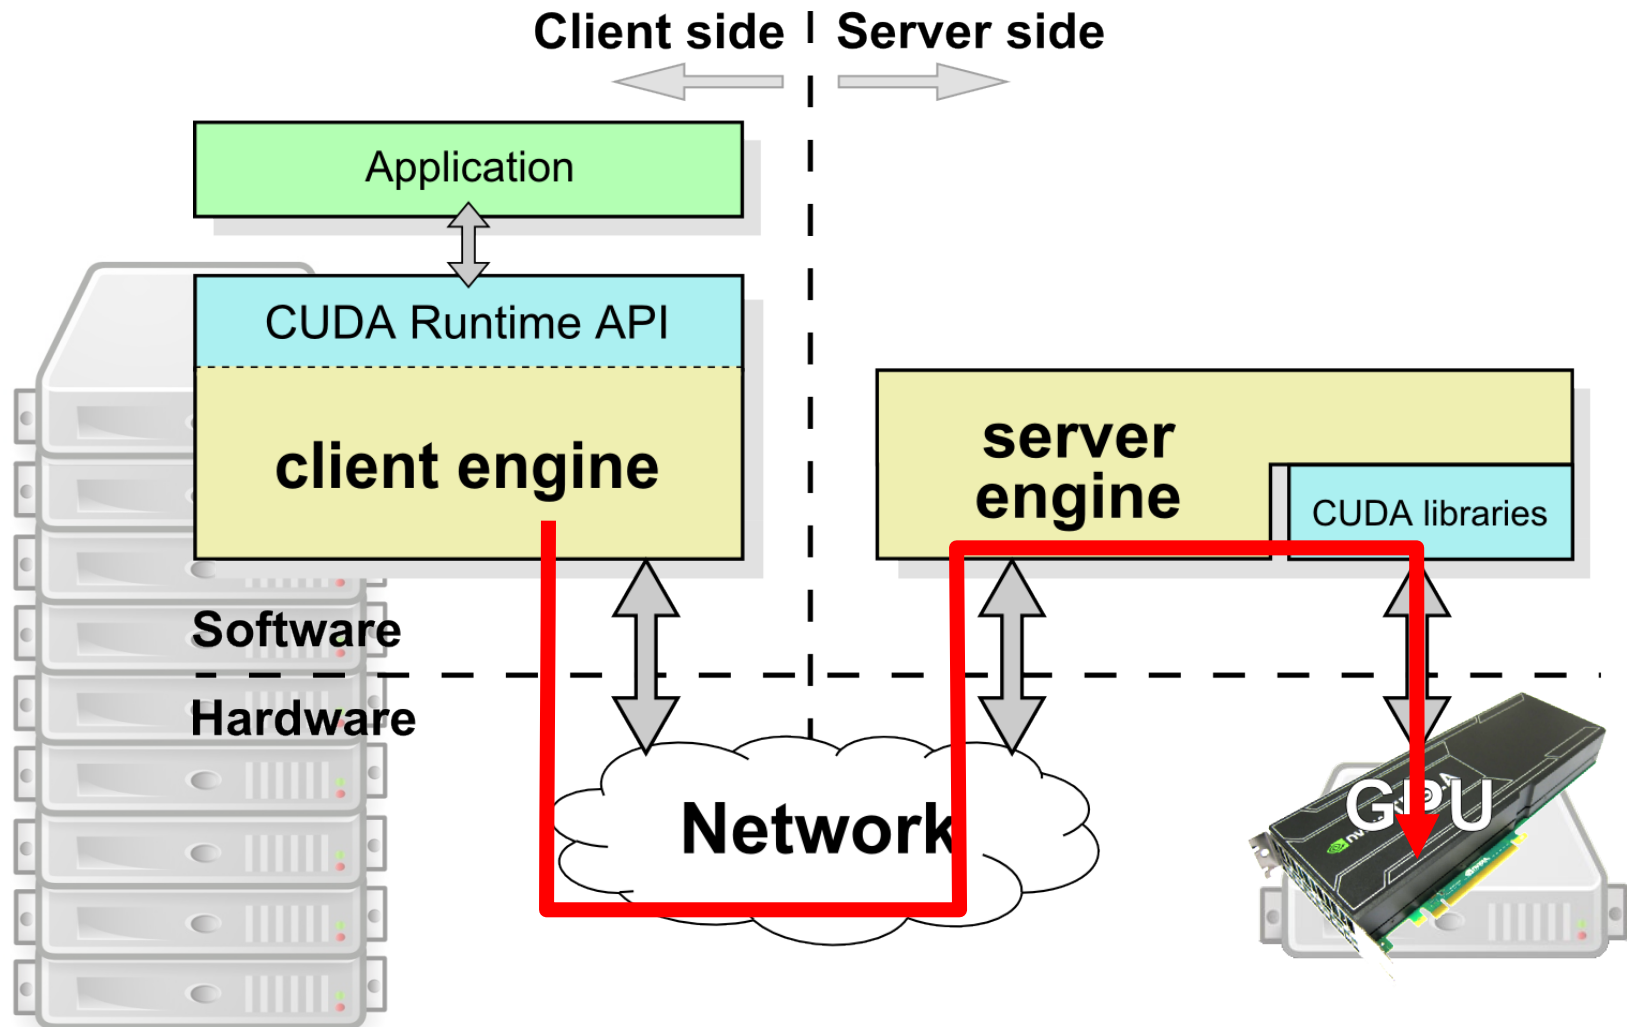 Client side
Server side
Application
CUDA Runtime API
client engine
server
engine
CUDA libraries
Software
Hardware
Network
GPU